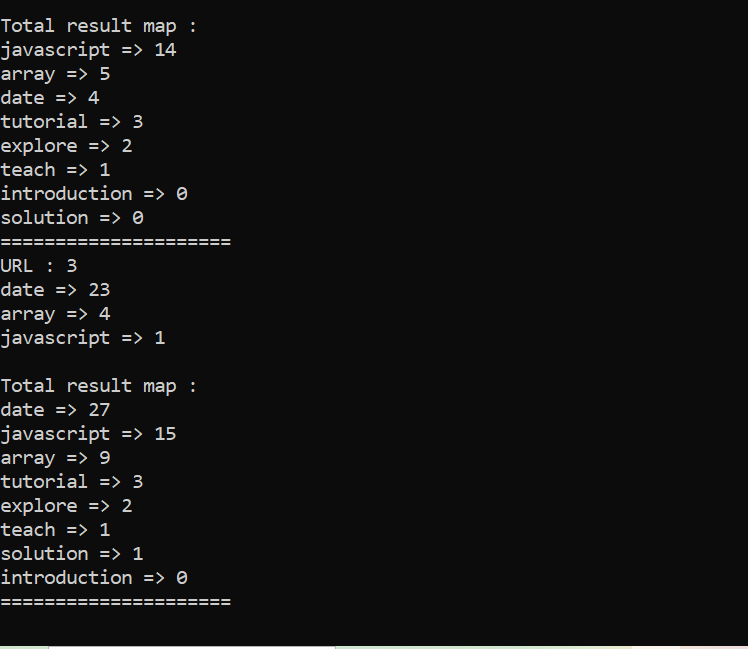 Total result map :
javascript => 14
array => 5
date => 4
tutorial => 3
explore => 2
teach => 1
introduction => 0
solution => 0
=====================
URL : 3
date => 23
array => 4
javascript => 1
Total result map :
date => 27
javascript => 15
array => 9
tutorial => 3
explore => 2
teach => 1
solution => 1
introduction => 0
=====================